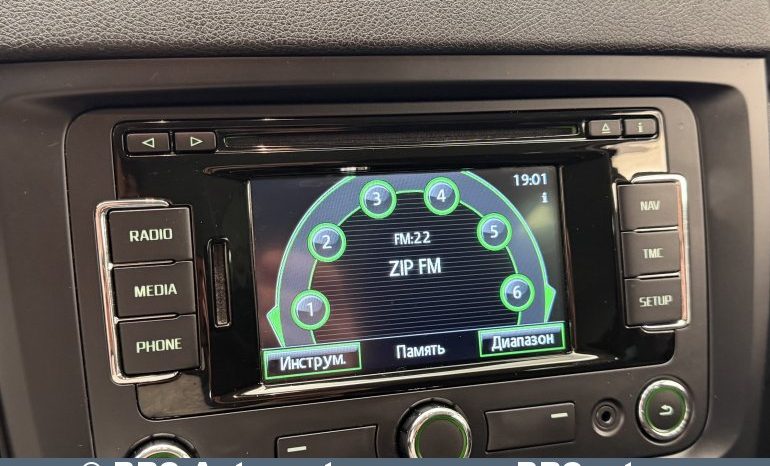 19:01
i
RADIO
MEDIA
PHONE
1
2
3
4
5
6
FM:22
ZIP FM
Инструм.
Память
Диапазон
i
NAV
TMC
SETUP